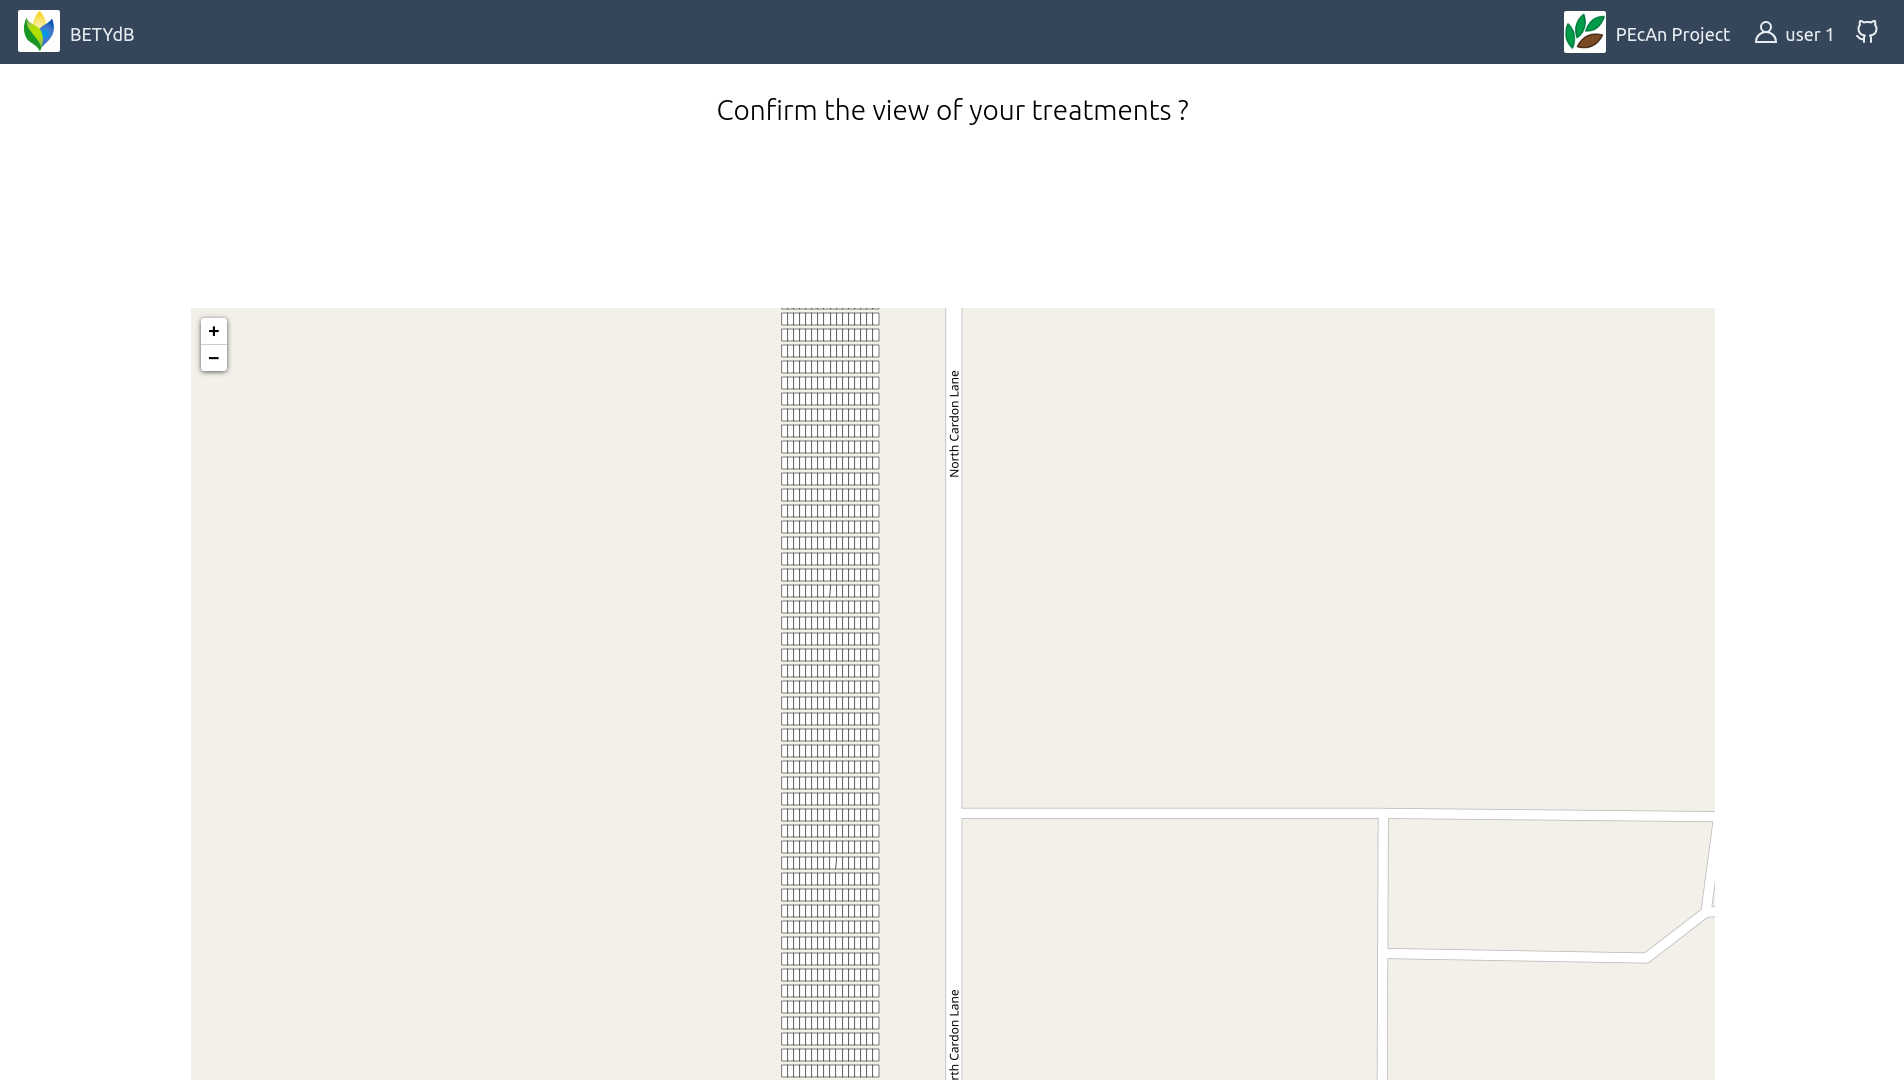 BETYdB
PEcAn Project
user 1
Confirm the view of your treatments ?
+
−
North Cardon Lane
rth Cardon Lane